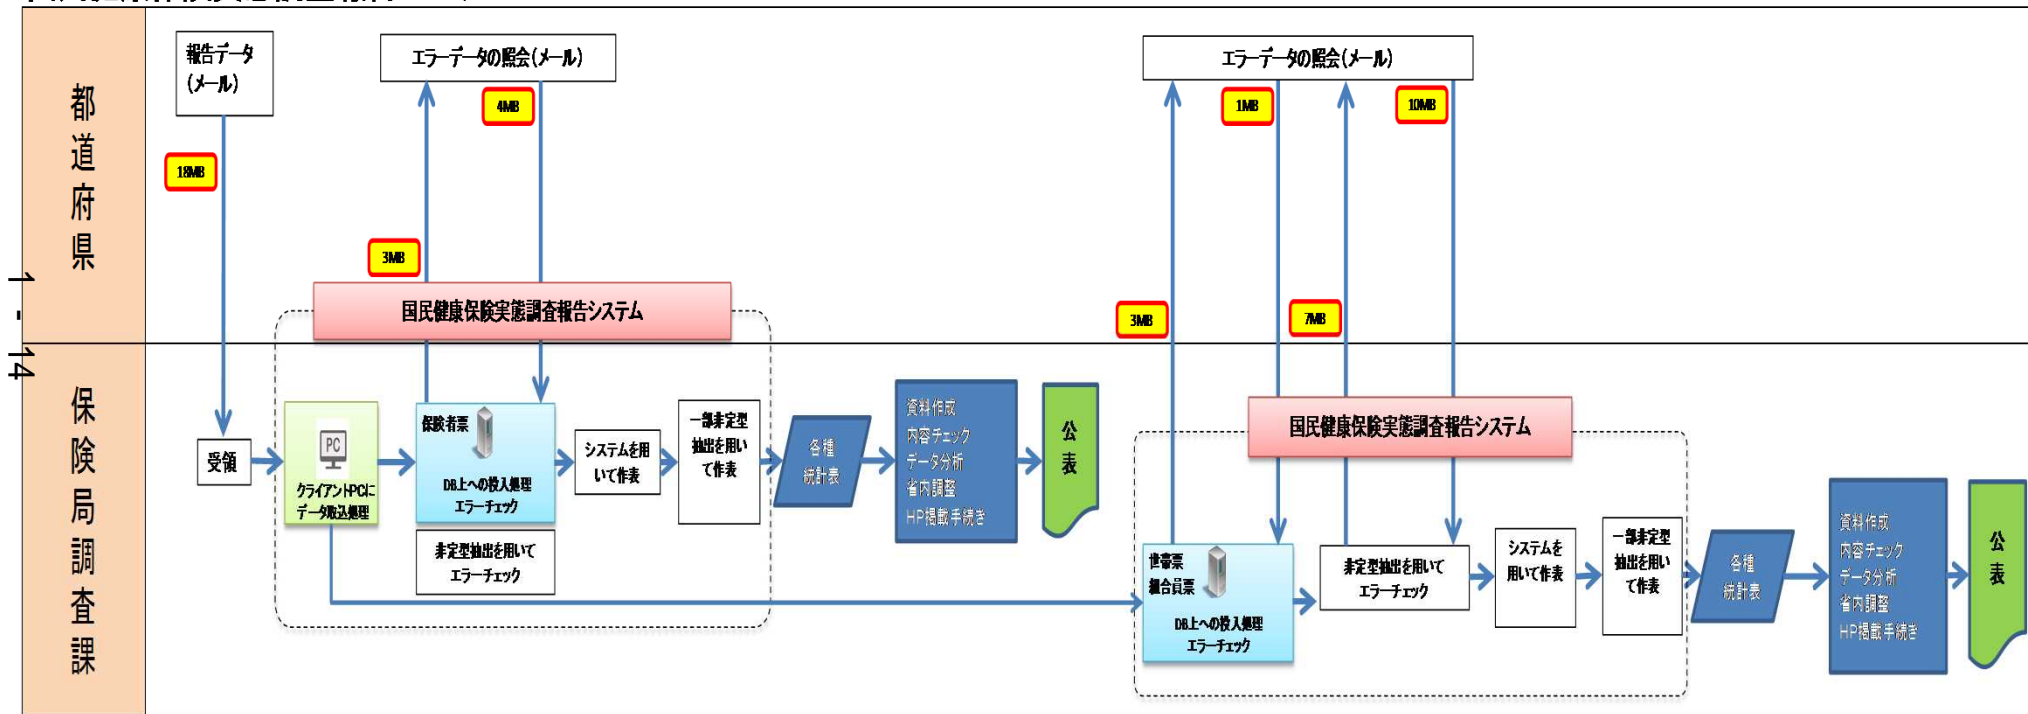 都道府県
1-14
保険局調査課
報告データ
(メール)
18MB
エラーデータの照会(メール)
4MB
3MB
国民健康保険実態調査報告システム
受領
PC
クライアントPCに
データ取込処理
保険者票
DB上への投入処理
エラーチェック
非定型抽出を用いて
エラーチェック
システムを用
いて作表
一部非定型
抽出を用い
て作表
各種
統計表
資料作成
内容チェック
データ分析
省内調整
HP掲載手続き
公表
エラーデータの照会(メール)
1MB
10MB
3MB
7MB
国民健康保険実態調査報告システム
世帯票
組合員票
DB上への投入処理
エラーチェック
非定型抽出を用いて
エラーチェック
システムを
用いて作表
一部非定型
抽出を用い
て作表
各種
統計表
資料作成
内容チェック
データ分析
省内調整
HP掲載手続き
公表